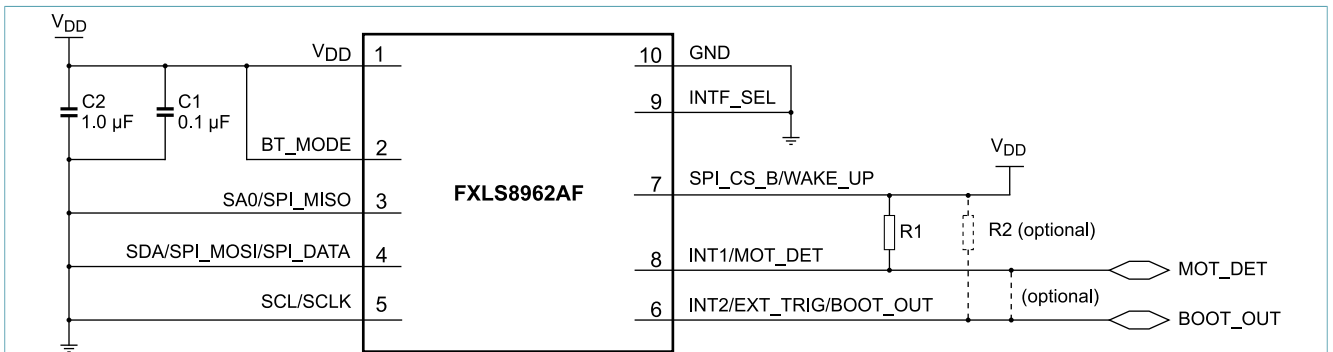 VDD
VDD 1
C2
1.0 µF
C1
0.1 µF
BT_MODE 2
SA0/SPI_MISO 3
SDA/SPI_MOSI/SPI_DATA 4
SCL/SCLK 5
FXLS8962AF
10 GND
9 INTF_SEL
VDD
7 SPI_CS_B/WAKE_UP
R1
R2 (optional)
8 INT1/MOT_DET
MOT_DET
(optional)
6 INT2/EXT_TRIG/BOOT_OUT
BOOT_OUT